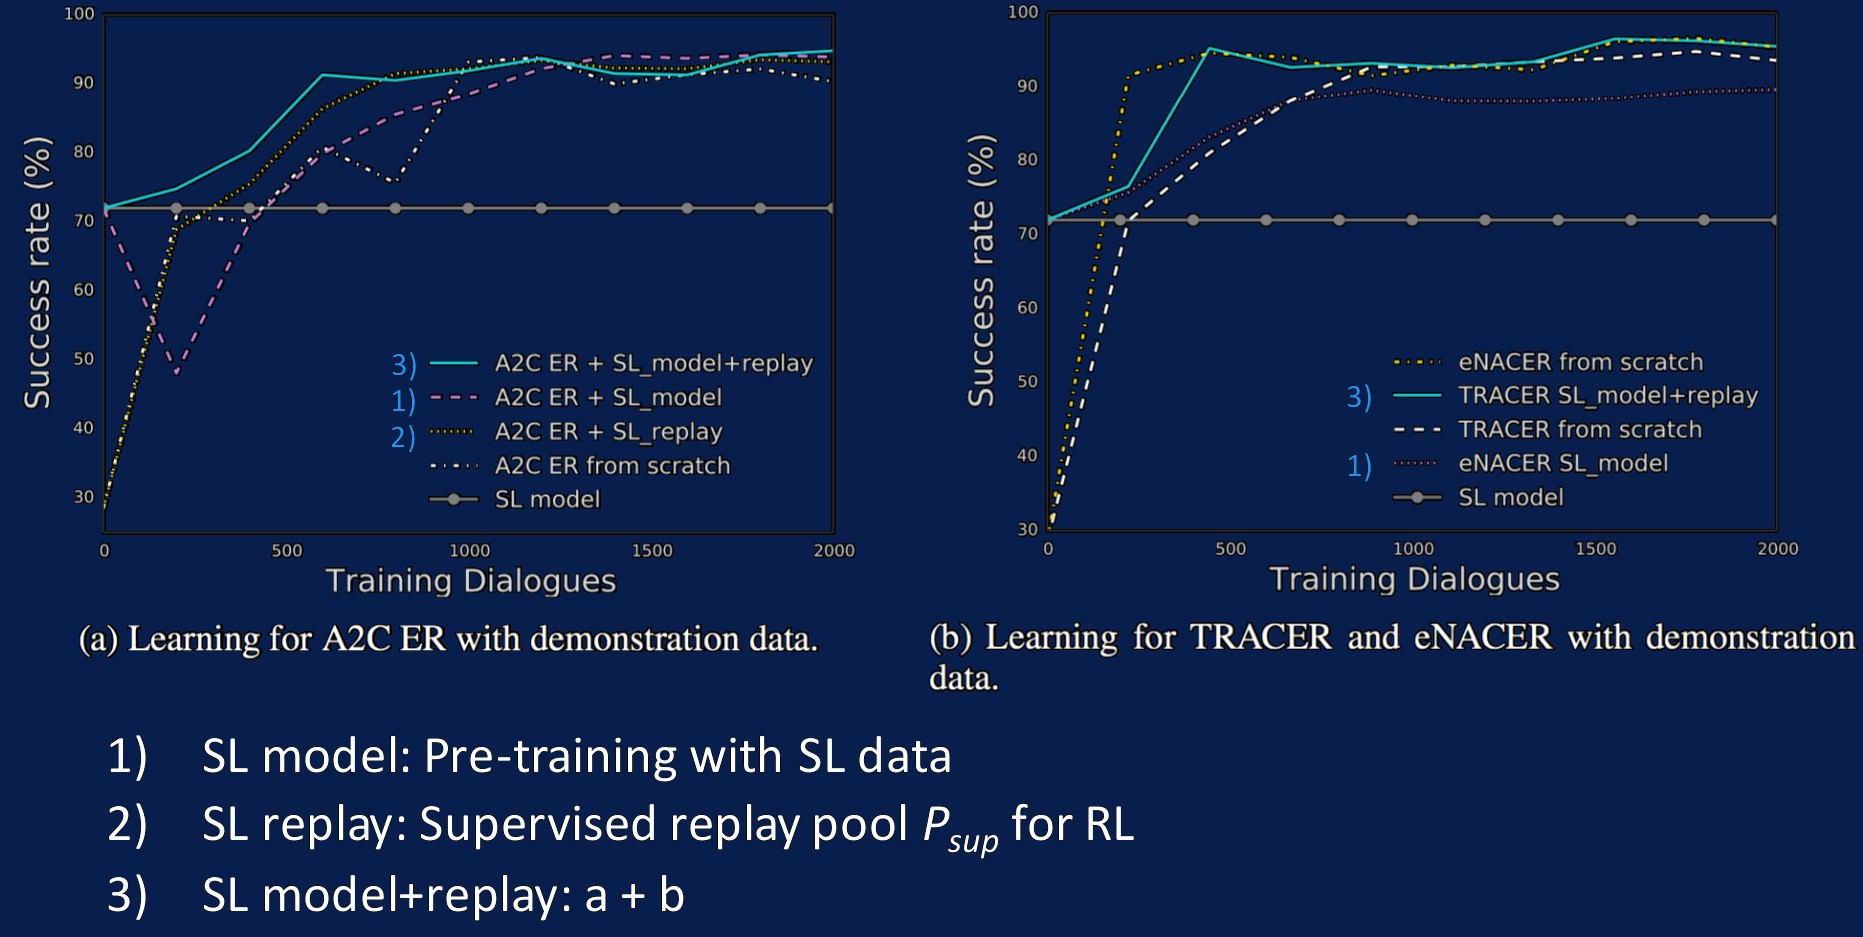 100
90
80
70
60
50
40
30
Success rate (%)
3) A2C ER + SL_model+replay
1) A2C ER + SL_model
2) A2C ER + SL_replay
A2C ER from scratch
SL model
0 500 1000 1500 2000
Training Dialogues
(a) Learning for A2C ER with demonstration data.
100
90
80
70
60
50
40
30
Success rate (%)
eNACER from scratch
3) TRACER SL_model+replay
TRACER from scratch
1) eNACER SL_model
SL model
0 500 1000 1500 2000
Training Dialogues
(b) Learning for TRACER and eNACER with demonstration
data.
1) SL model: Pre-training with SL data
2) SL replay: Supervised replay pool P_sup for RL
3) SL model+replay: a + b